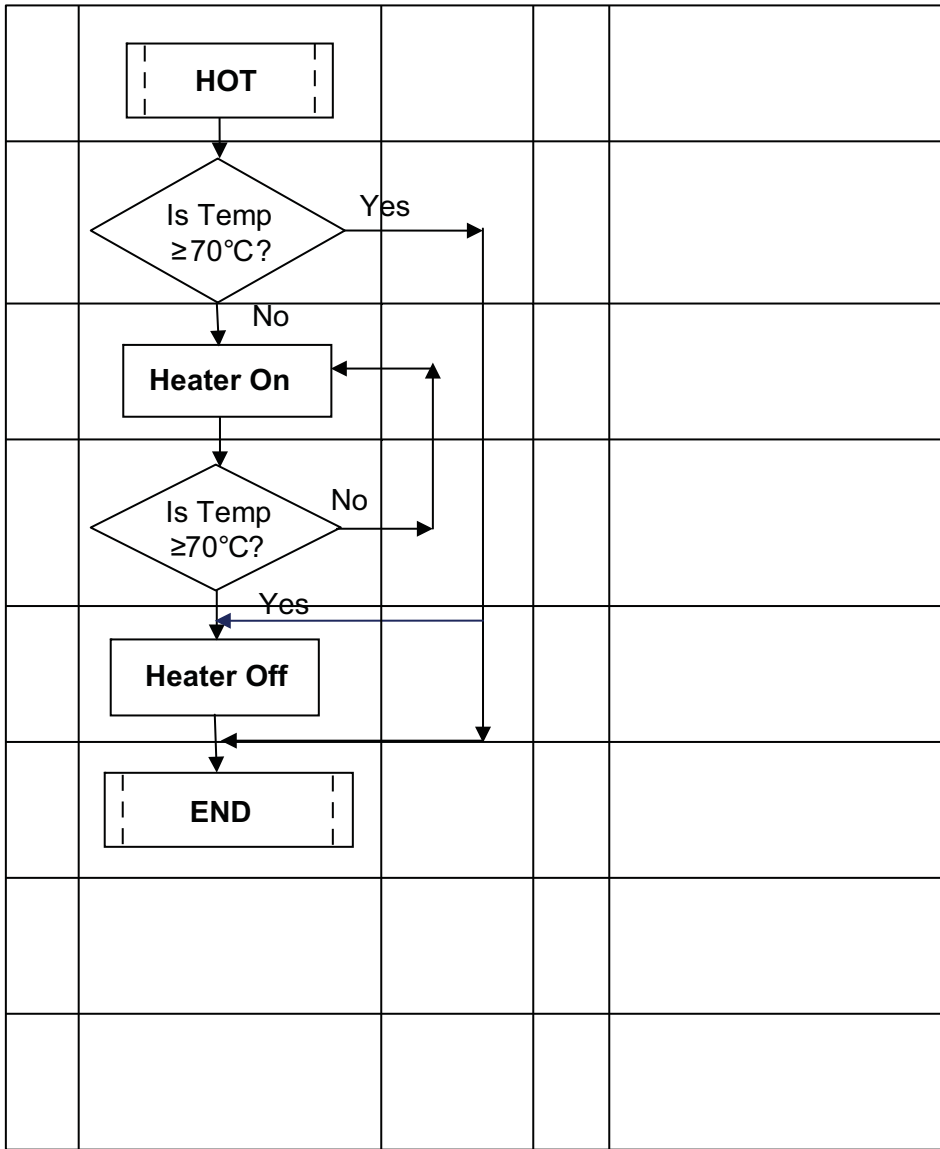 HOT
Is Temp
≥70°C?
Yes
No
Heater On
Is Temp
≥70°C?
No
Yes
Heater Off
END